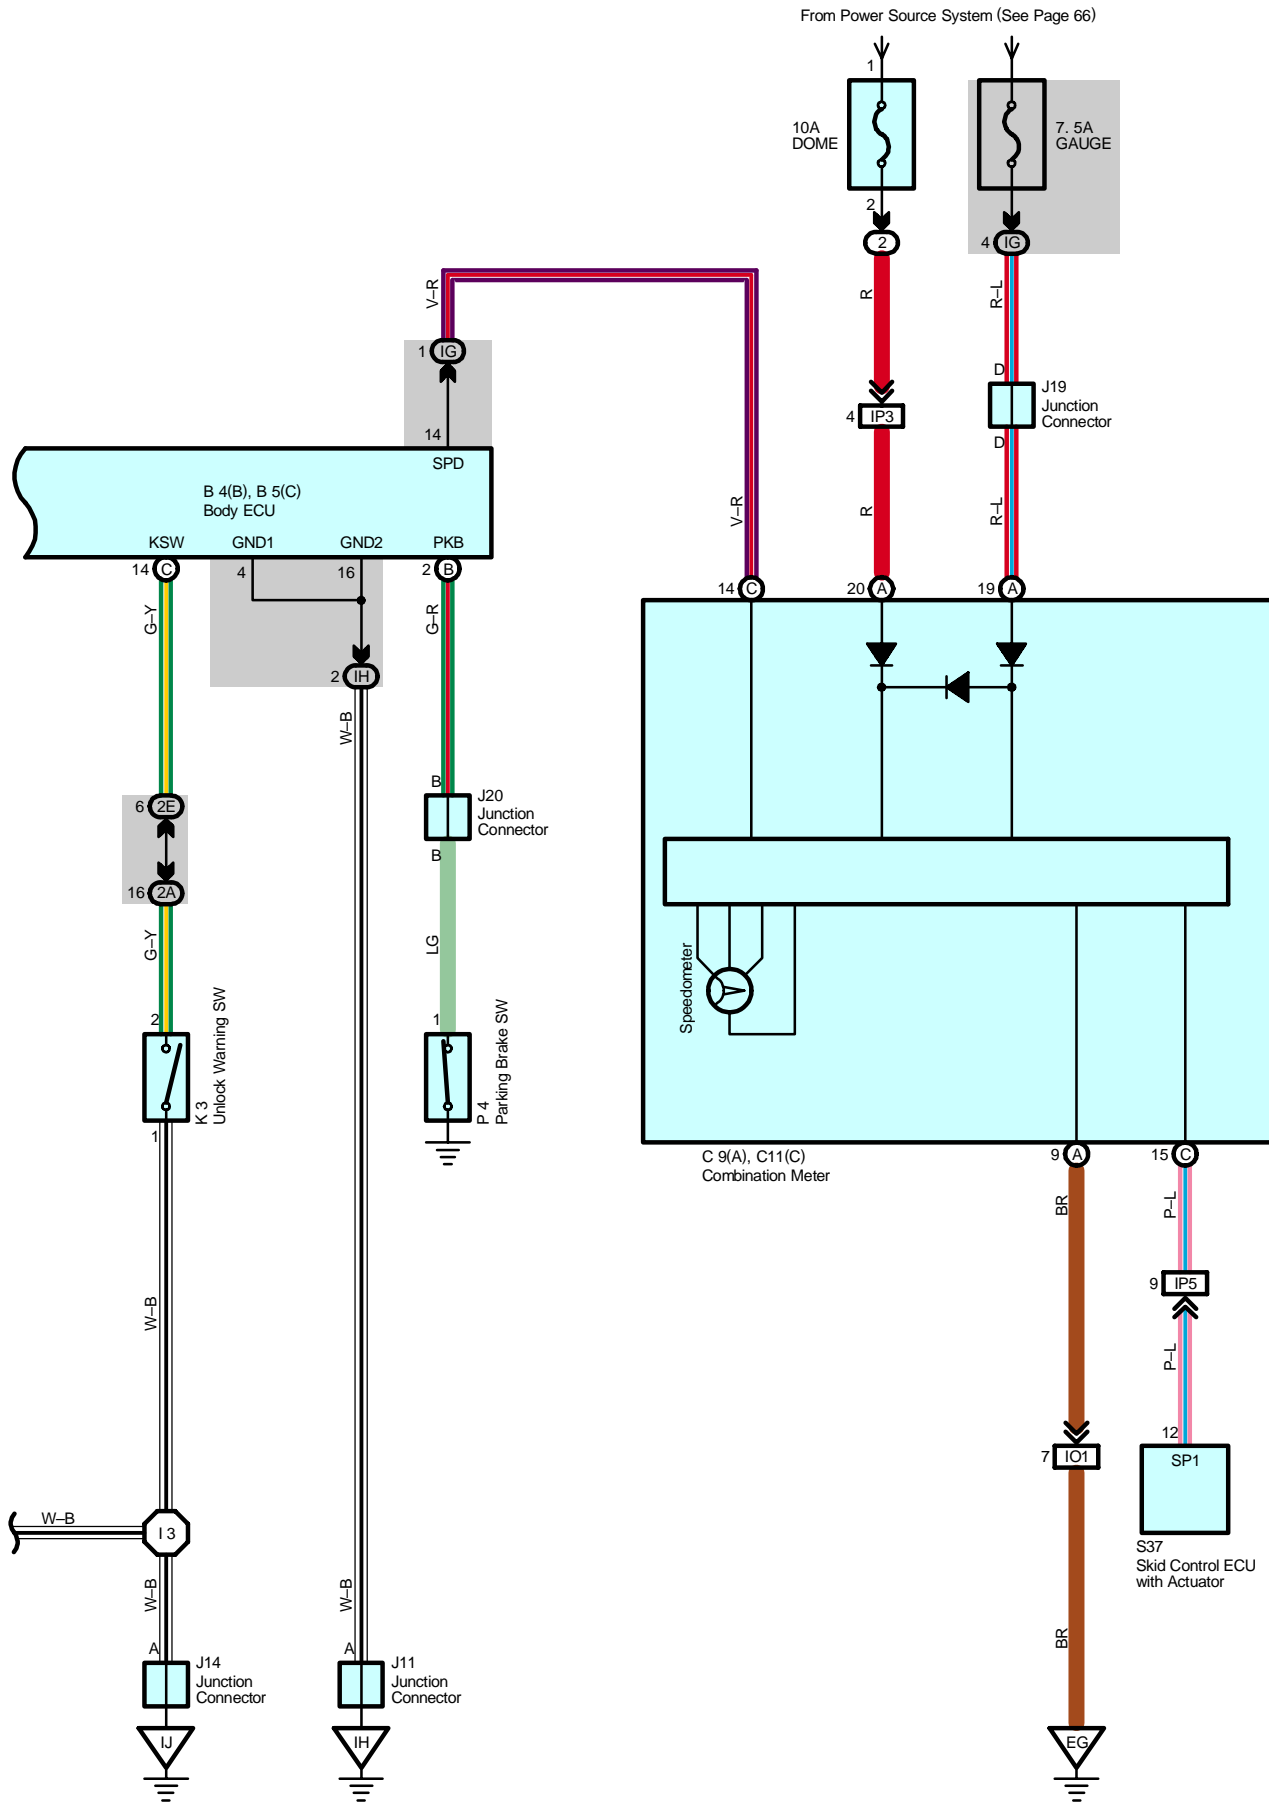 From Power Source System (See Page 66)
1
10A
DOME
7. 5A
GAUGE
2
2
4 IG
V–R
R
R–L
1 IG
D
J19
Junction
Connector
4 IP3
14
D
SPD
B 4(B), B 5(C)
Body ECU
V–R
R
R–L
KSW
GND1
GND2
PKB
14 C
4
16
2 B
14 C
20 A
19 A
G–Y
G–R
2 IH
W–B
B
J20
Junction
Connector
6 2E
B
16 2A
G–Y
LG
Speedometer
2
1
K 3
Unlock Warning SW
P 4
Parking Brake SW
1
C 9(A), C11(C)
Combination Meter
9 A
15 C
BR
P–L
9 IP5
W–B
P–L
12
7 IO1
SP1
W–B
I 3
S37
Skid Control ECU
with Actuator
W–B
W–B
BR
A
J14
Junction
Connector
A
J11
Junction
Connector
IJ
IH
EG